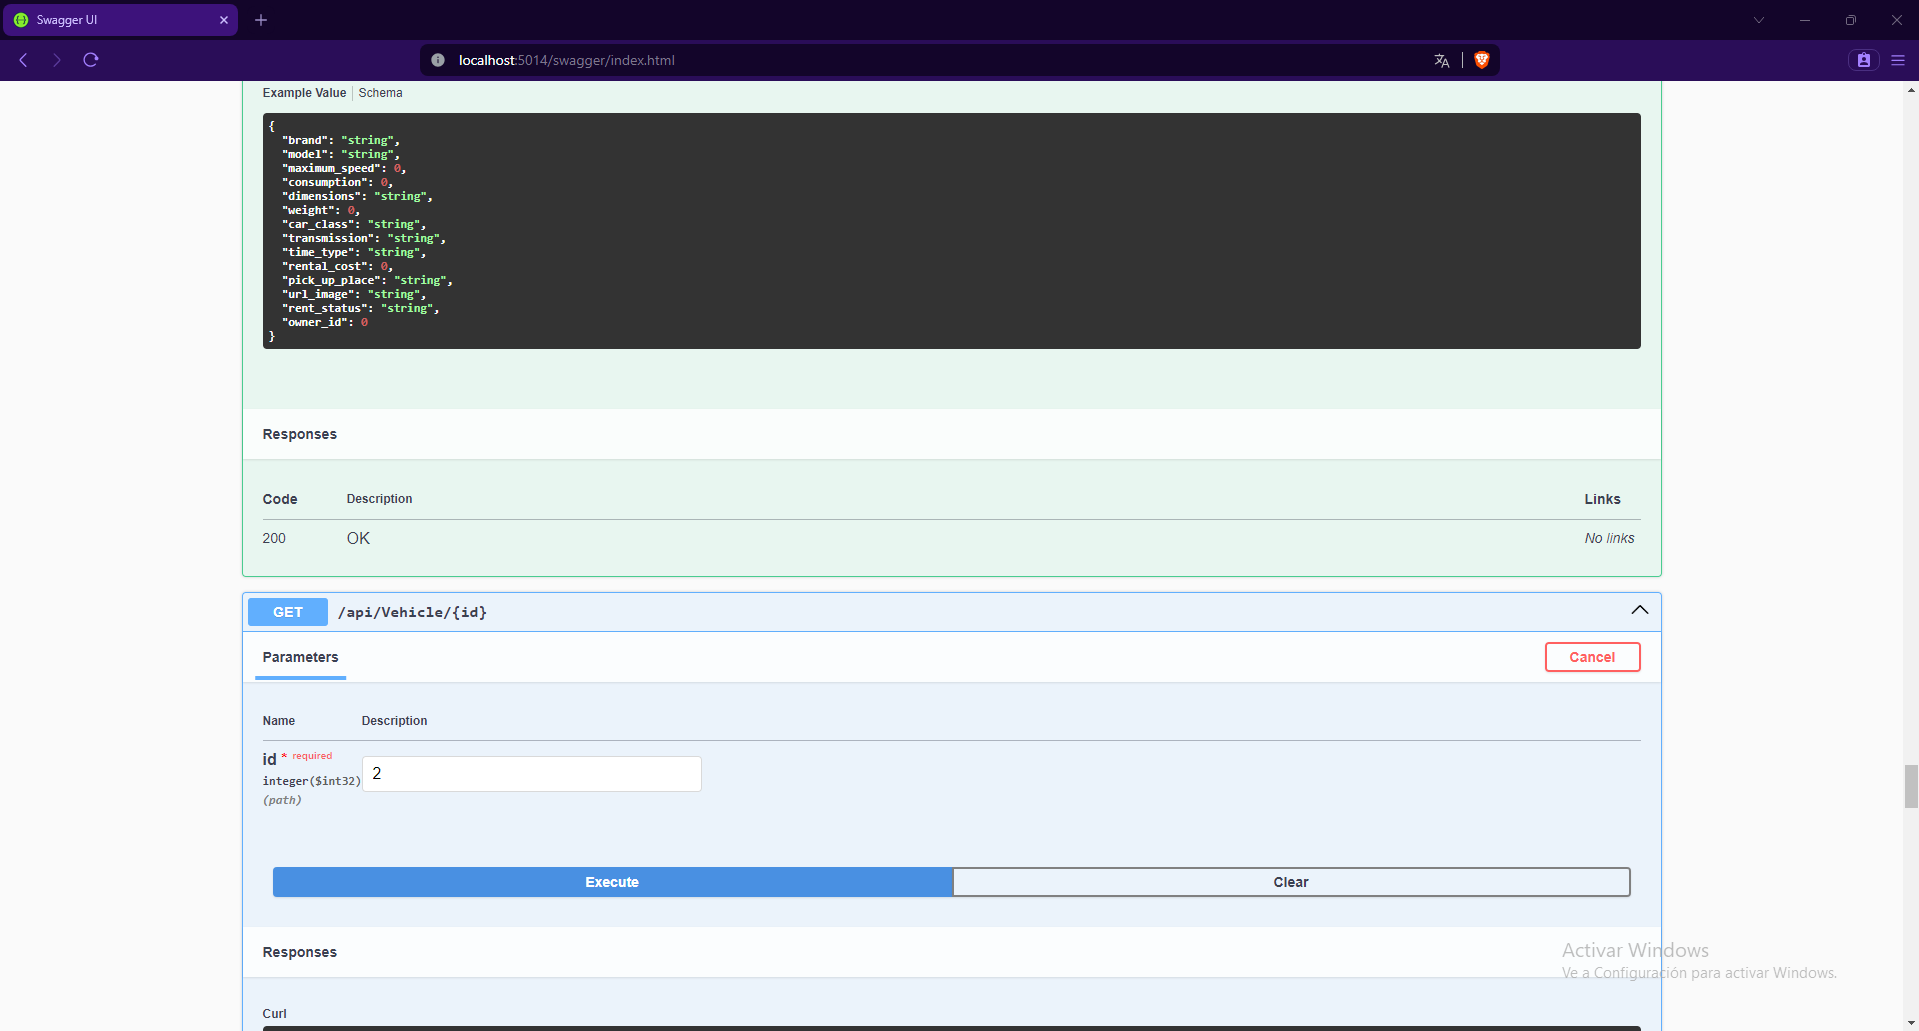 Swagger UI
localhost:5014/swagger/index.html
Example Value Schema
{
"brand": "string",
"model": "string",
"maximum_speed": 0,
"consumption": 0,
"dimensions": "string",
"weight": 0,
"car_class": "string",
"transmission": "string",
"time_type": "string",
"rental_cost": 0,
"pick_up_place": "string",
"url_image": "string",
"rent_status": "string",
"owner_id": 0
}
Responses
Code Description Links
200 OK No links
GET /api/Vehicle/{id}
Parameters Cancel
Name Description
id * required
integer($int32) 2
(path)
Execute Clear
Responses
Activar Windows
Ve a Configuración para activar Windows.
Curl